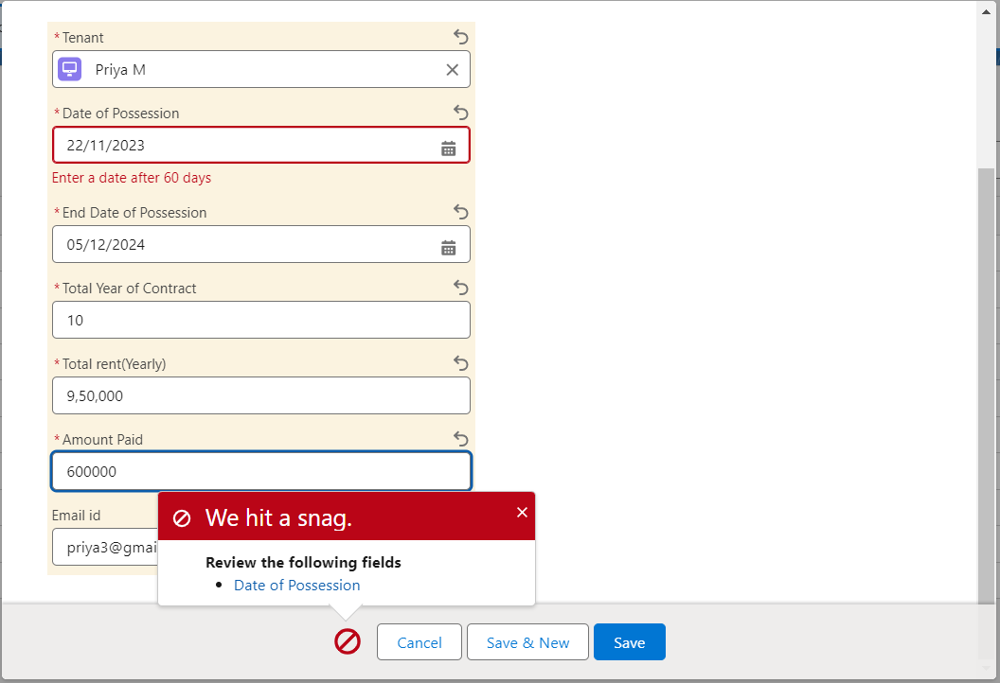 *Tenant
Priya M
*Date of Possession
22/11/2023
Enter a date after 60 days
*End Date of Possession
05/12/2024
*Total Year of Contract
10
*Total rent(Yearly)
9,50,000
*Amount Paid
600000
Email id
priya3@gmai
We hit a snag.
Review the following fields
• Date of Possession
Cancel
Save & New
Save